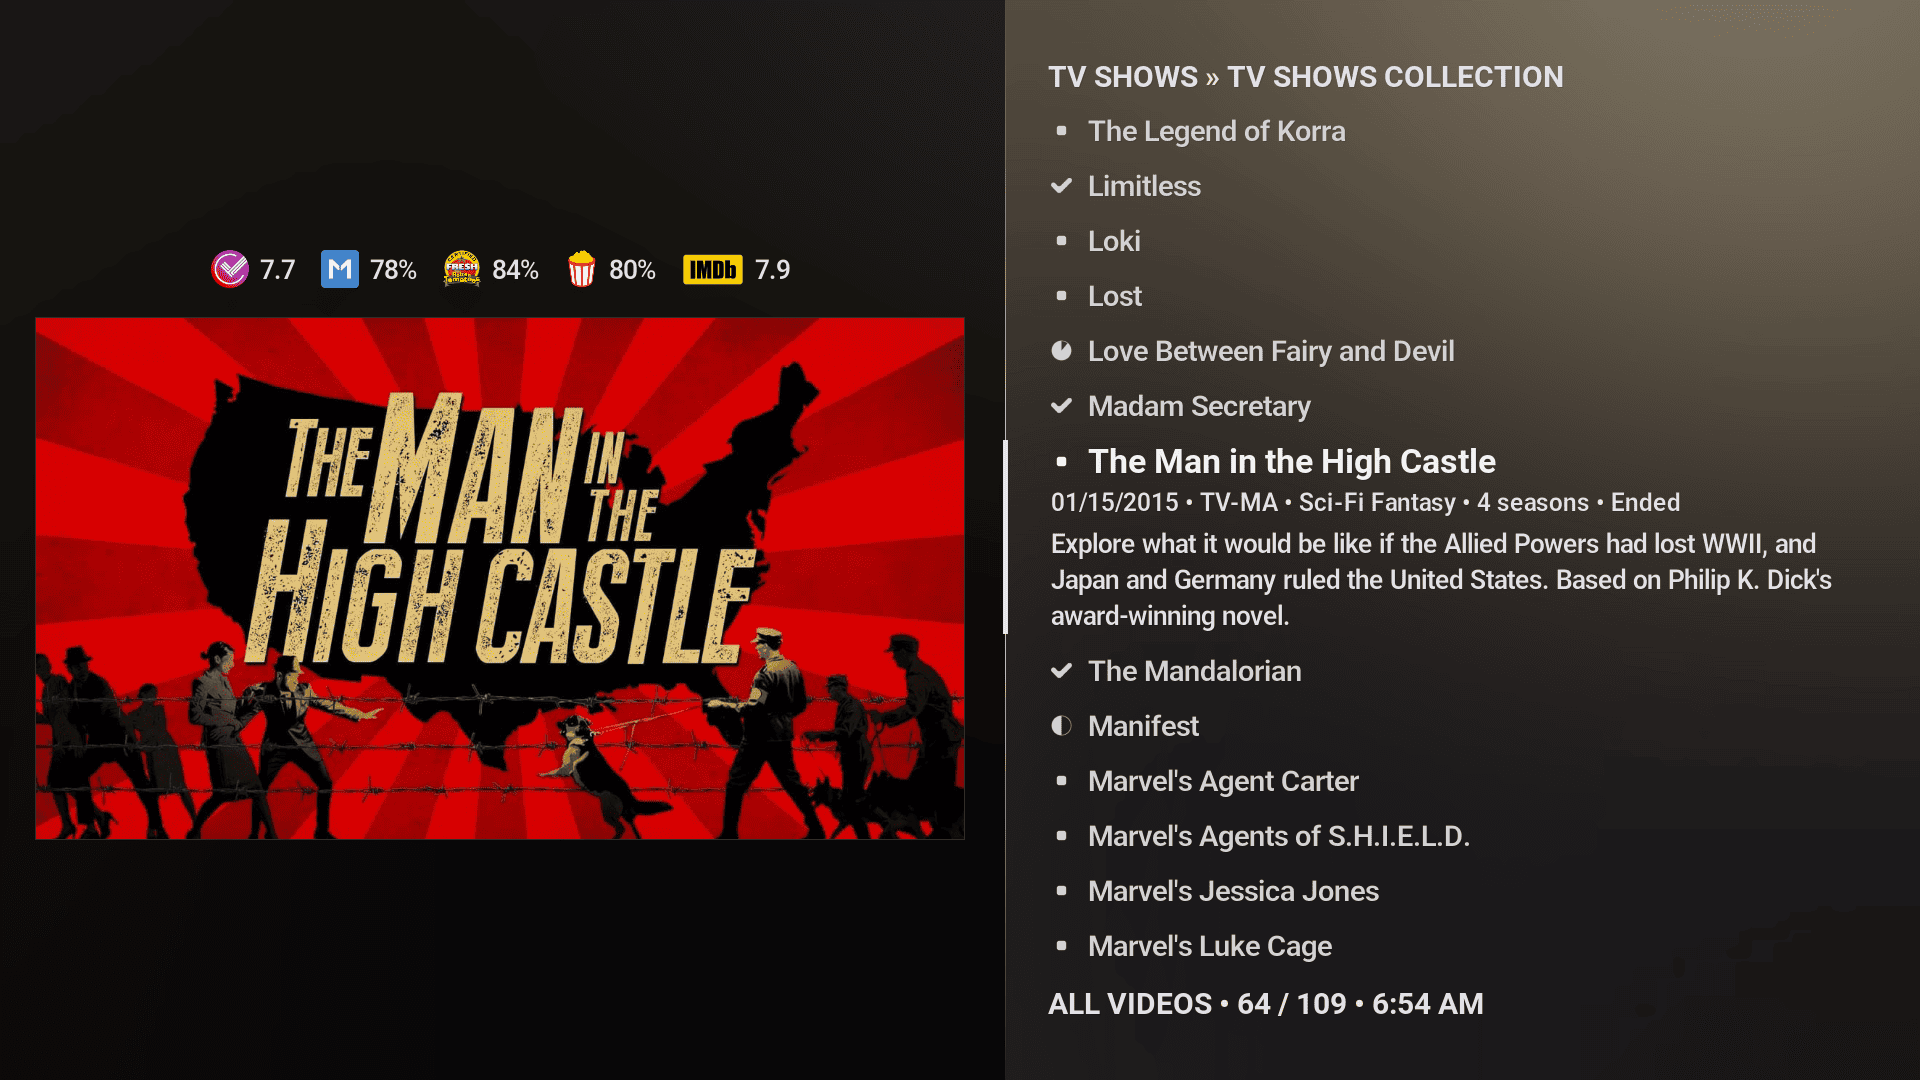 7.7 M 78% CERTIFIED FRESH Rotten Tomatoes 84% 80% IMDb 7.9
THE MAN IN
THE
HIGH CASTLE
TV SHOWS » TV SHOWS COLLECTION
The Legend of Korra
Limitless
Loki
Lost
Love Between Fairy and Devil
Madam Secretary
The Man in the High Castle
01/15/2015 • TV-MA • Sci-Fi Fantasy • 4 seasons • Ended
Explore what it would be like if the Allied Powers had lost WWII, and
Japan and Germany ruled the United States. Based on Philip K. Dick's
award-winning novel.
The Mandalorian
Manifest
Marvel's Agent Carter
Marvel's Agents of S.H.I.E.L.D.
Marvel's Jessica Jones
Marvel's Luke Cage
ALL VIDEOS • 64 / 109 • 6:54 AM